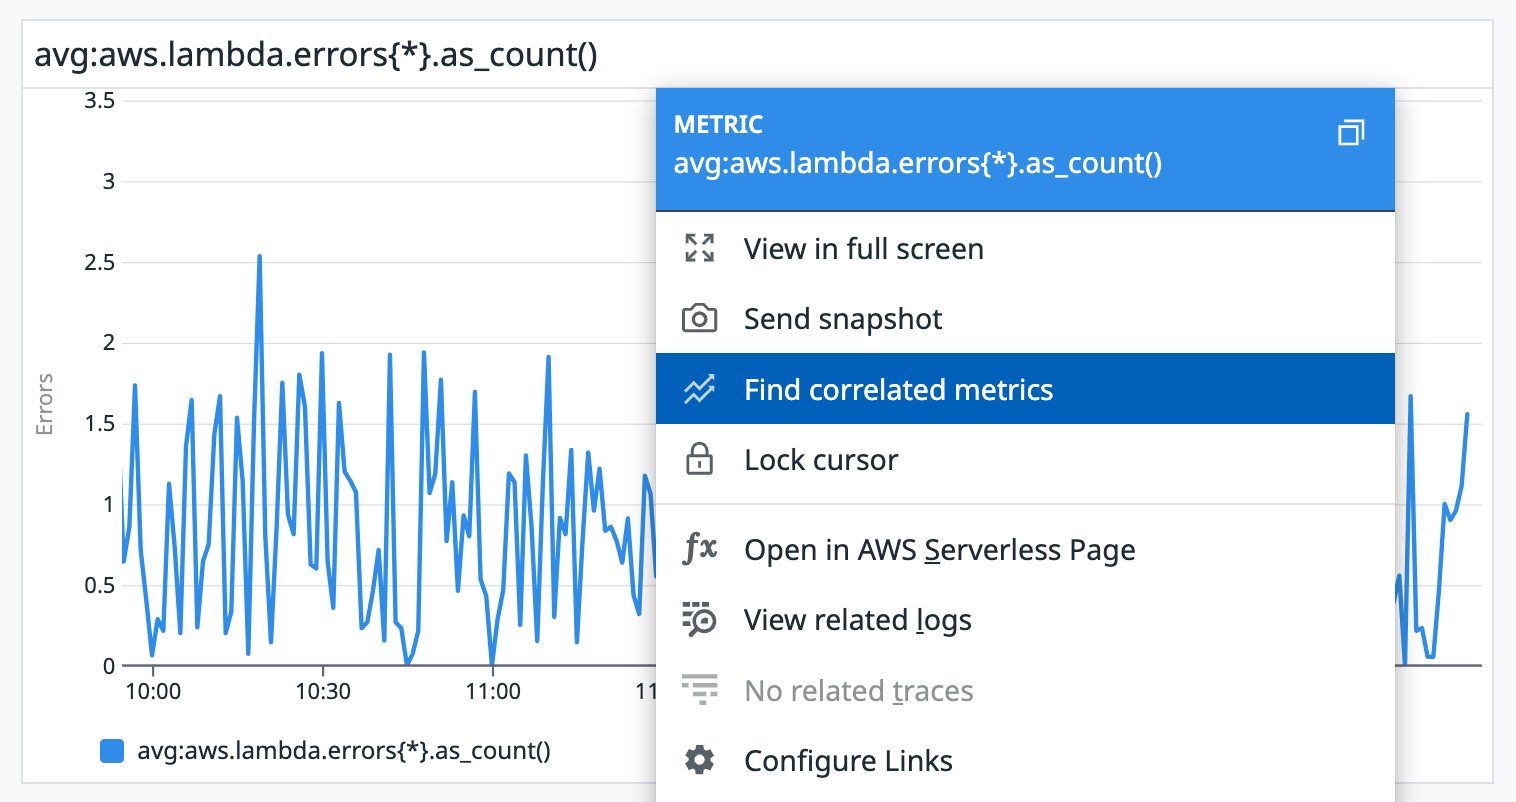 avg:aws.lambda.errors{*}.as_count()
3.5
3
2.5
2
1.5
1
0.5
0
Errors
10:00
10:30
11:00
11
avg:aws.lambda.errors{*}.as_count()
METRIC
avg:aws.lambda.errors{*}.as_count()
View in full screen
Send snapshot
Find correlated metrics
Lock cursor
fx
Open in AWS Serverless Page
View related logs
No related traces
Configure Links